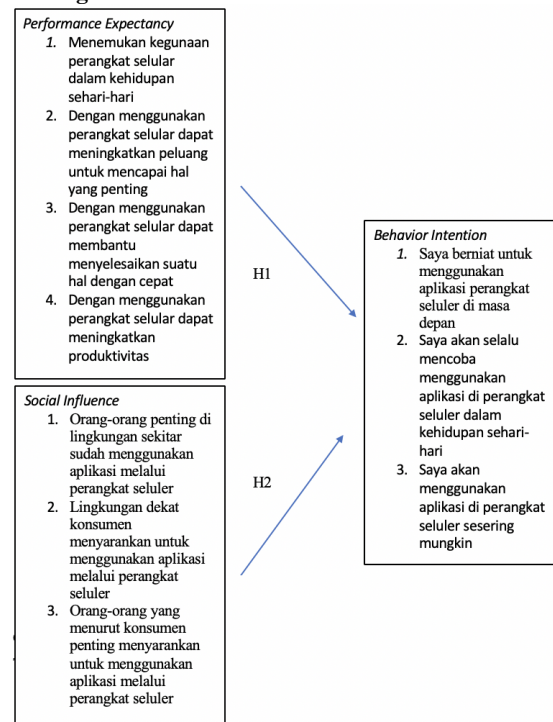 Performance Expectancy
1. Menemukan kegunaan
perangkat selular
dalam kehidupan
sehari-hari
2. Dengan menggunakan
perangkat selular dapat
meningkatkan peluang
untuk mencapai hal
yang penting
3. Dengan menggunakan
perangkat selular dapat
membantu
menyelesaikan suatu
hal dengan cepat
4. Dengan menggunakan
perangkat selular dapat
meningkatkan
produktivitas
Social Influence
1. Orang-orang penting di
lingkungan sekitar
sudah menggunakan
aplikasi melalui
perangkat seluler
2. Lingkungan dekat
konsumen
menyarankan untuk
menggunakan aplikasi
melalui perangkat
seluler
3. Orang-orang yang
menurut konsumen
penting menyarankan
untuk menggunakan
aplikasi melalui
perangkat seluler
H1
H2
Behavior Intention
1. Saya berniat untuk
menggunakan
aplikasi perangkat
seluler di masa
depan
2. Saya akan selalu
mencoba
menggunakan
aplikasi di perangkat
seluler dalam
kehidupan sehari-
hari
3. Saya akan
menggunakan
aplikasi di perangkat
seluler sesering
mungkin